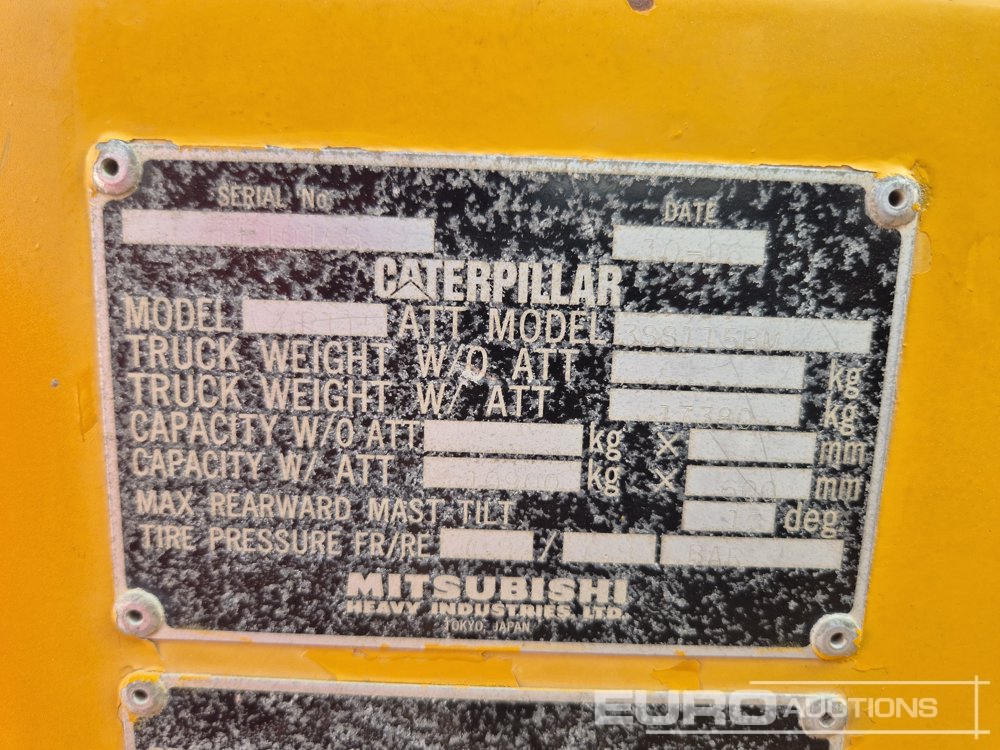 SERIAL No. DATE
CATERPILLAR
MODEL ATT MODEL
TRUCK WEIGHT W/O ATT kg
TRUCK WEIGHT W/ ATT kg
CAPACITY W/O ATT kg × mm
CAPACITY W/ ATT kg × mm
MAX REARWARD MAST TILT deg
TIRE PRESSURE FR/RE / BAR
MITSUBISHI
HEAVY INDUSTRIES, LTD.
TOKYO JAPAN
EURO AUCTIONS